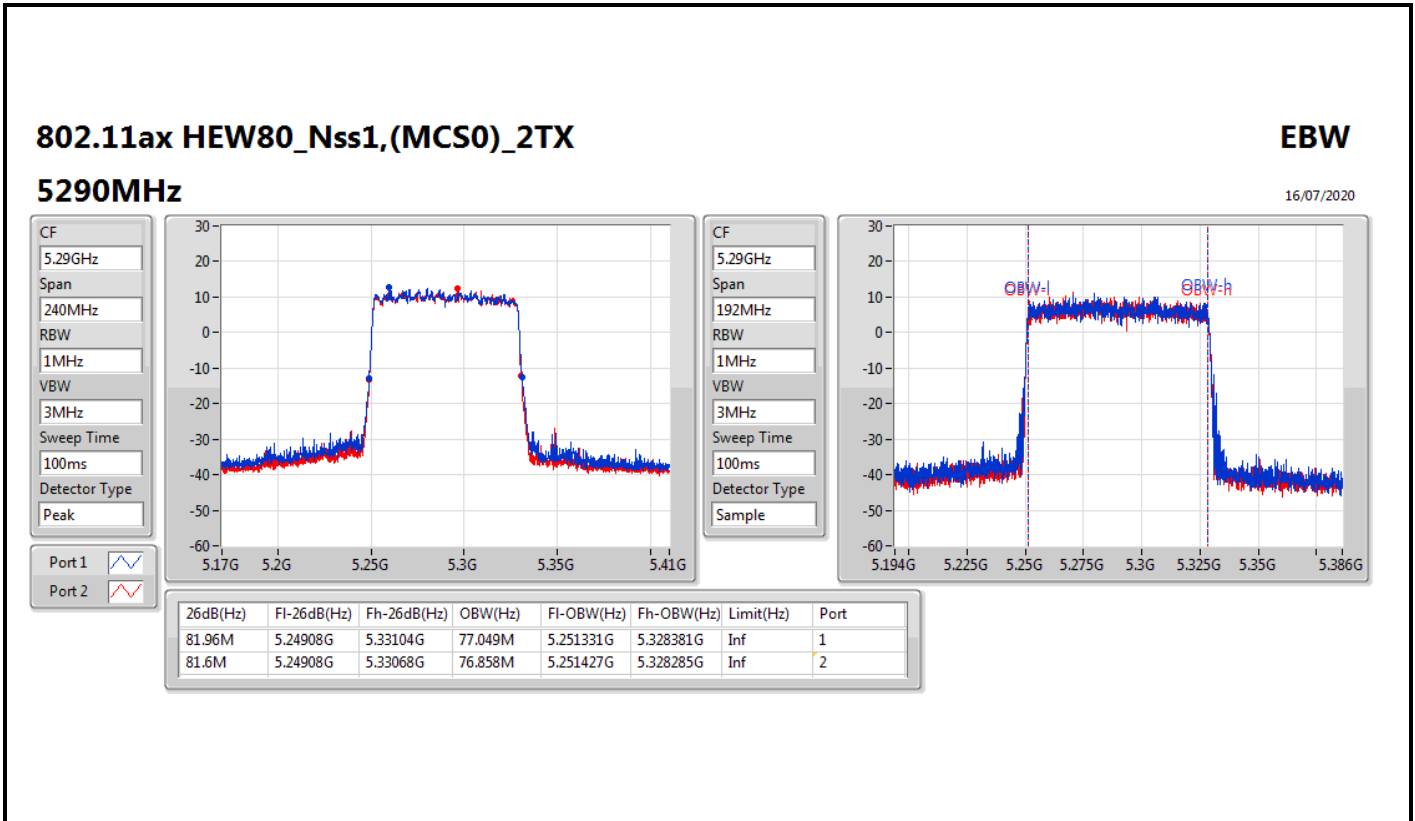 802.11ax HEW80_Nss1,(MCS0)_2TX
EBW
5290MHz
16/07/2020
CF
5.29GHz
Span
240MHz
RBW
1MHz
VBW
3MHz
Sweep Time
100ms
Detector Type
Peak
Port 1
Port 2
30
20
10
0
-10
-20
-30
-40
-50
-60
5.17G 5.2G 5.25G 5.3G 5.35G 5.41G
CF
5.29GHz
Span
192MHz
RBW
1MHz
VBW
3MHz
Sweep Time
100ms
Detector Type
Sample
30
20
10
0
-10
-20
-30
-40
-50
-60
OBW-l OBW-h
OBW-l OBW-h
5.194G 5.225G 5.25G 5.275G 5.3G 5.325G 5.35G 5.386G
26dB(Hz) Fl-26dB(Hz) Fh-26dB(Hz) OBW(Hz) Fl-OBW(Hz) Fh-OBW(Hz) Limit(Hz) Port
81.96M 5.24908G 5.33104G 77.049M 5.251331G 5.328381G Inf 1
81.6M 5.24908G 5.33068G 76.858M 5.251427G 5.328285G Inf 2